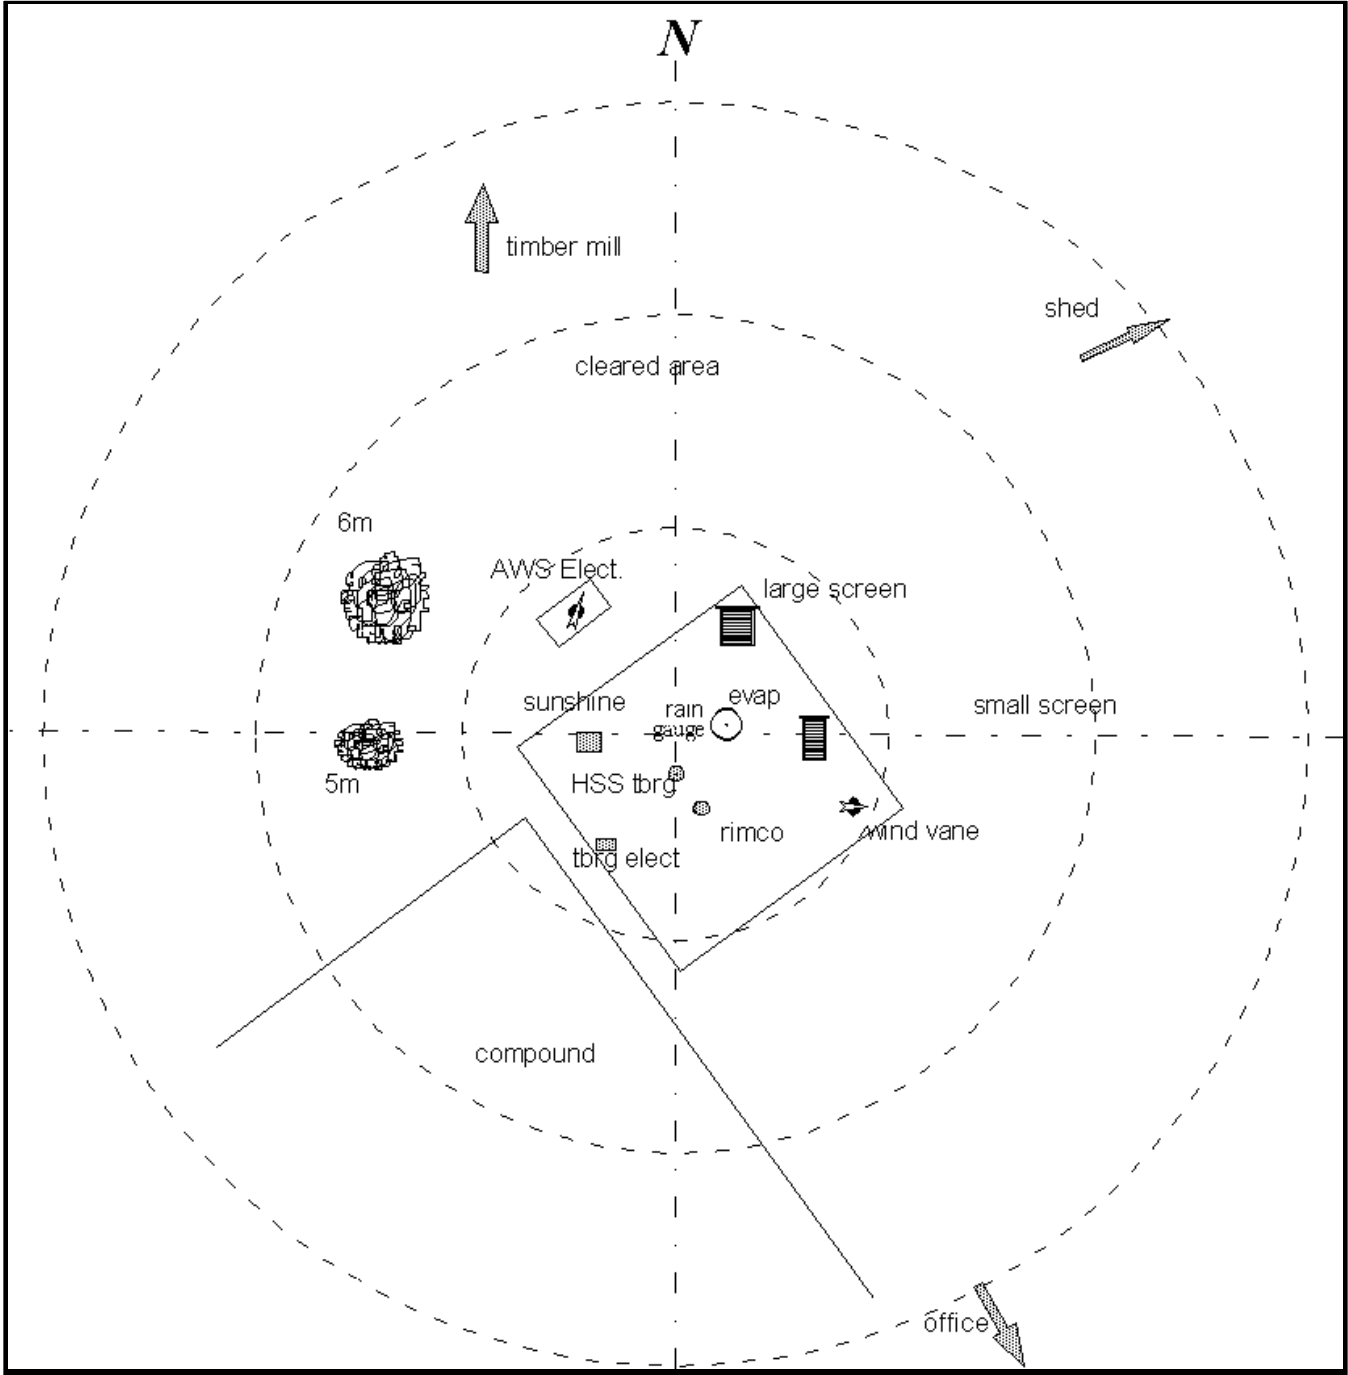 N
timber mill
shed
cleared area
6m
AWS Elect.
large screen
sunshine
evap
rain
gauge
small screen
5m
HSS tbrg
rimco
wind vane
tbrg elect
compound
office